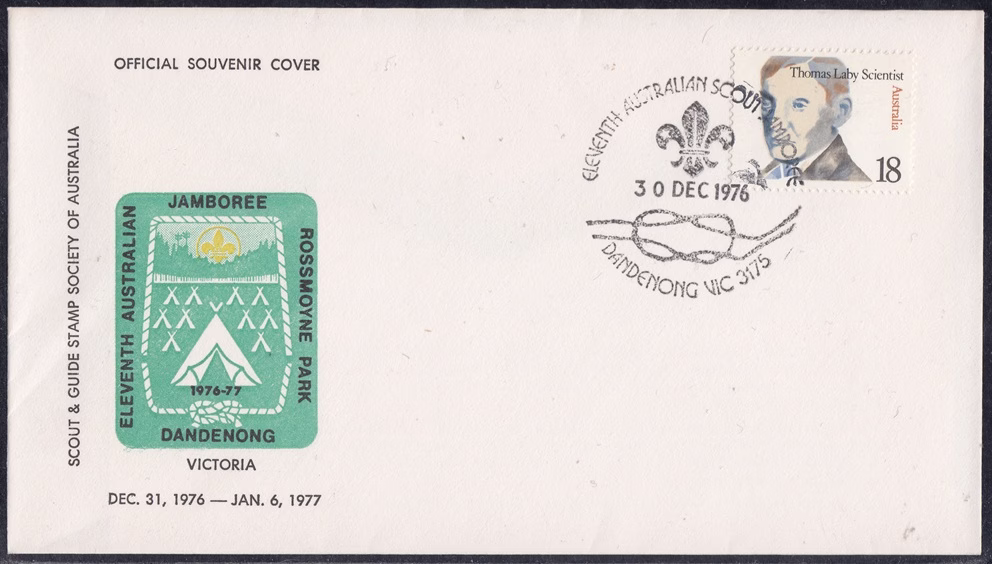 OFFICIAL SOUVENIR COVER
SCOUT & GUIDE STAMP SOCIETY OF AUSTRALIA
JAMBOREE
ELEVENTH AUSTRALIAN
ROSSMOYNE PARK
1976-77
DANDENONG
VICTORIA
DEC. 31, 1976 — JAN. 6, 1977
ELEVENTH AUSTRALIAN SCOUT JAMBOREE
30 DEC 1976
DANDENONG VIC 3175
Thomas Laby Scientist
Australia
18